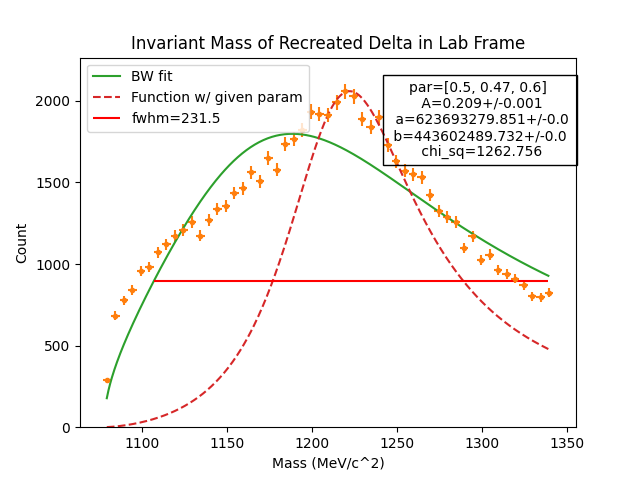 Invariant Mass of Recreated Delta in Lab Frame
BW fit
Function w/ given param
fwhm=231.5
par=[0.5, 0.47, 0.6]
A=0.209+/-0.001
a=623693279.851+/-0.0
b=443602489.732+/-0.0
chi_sq=1262.756
Count
2000
1500
1000
500
0
1100
1150
1200
1250
1300
1350
Mass (MeV/c^2)